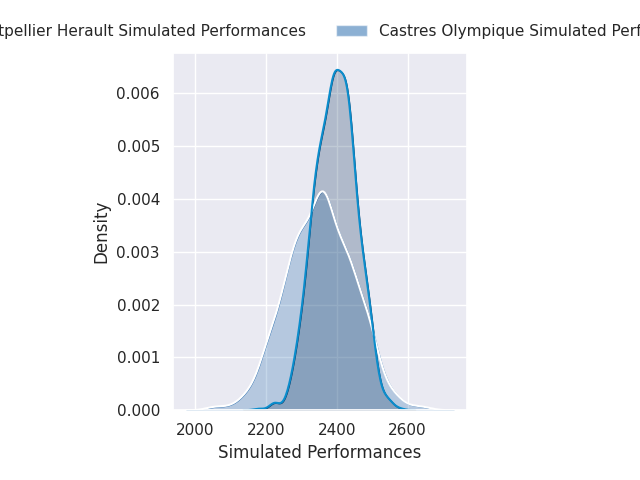 tpellier Herault Simulated Performances
Castres Olympique Simulated Perf
0.006
0.005
0.004
0.003
0.002
0.001
0.000
Density
2000
2200
2400
2600
Simulated Performances